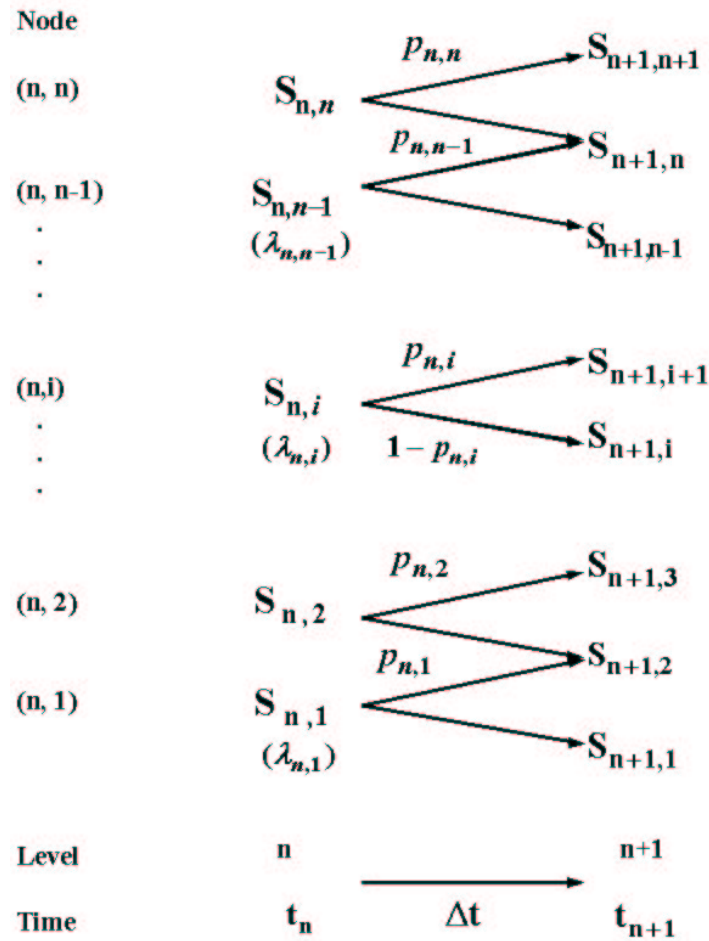 Node
p_{n,n} S_{n+1,n+1}
(n, n) S_{n,n}
p_{n,n−1} S_{n+1,n}
(n, n-1) S_{n,n−1}
(λ_{n,n−1}) S_{n+1,n-1}
.
.
.
p_{n,i} S_{n+1,i+1}
(n,i) S_{n,i}
(λ_{n,i}) 1 − p_{n,i} S_{n+1,i}
.
.
.
p_{n,2} S_{n+1,3}
(n, 2) S_{n,2}
p_{n,1} S_{n+1,2}
(n, 1) S_{n,1}
(λ_{n,1}) S_{n+1,1}
Level n n+1
Time t_n Δt t_{n+1}